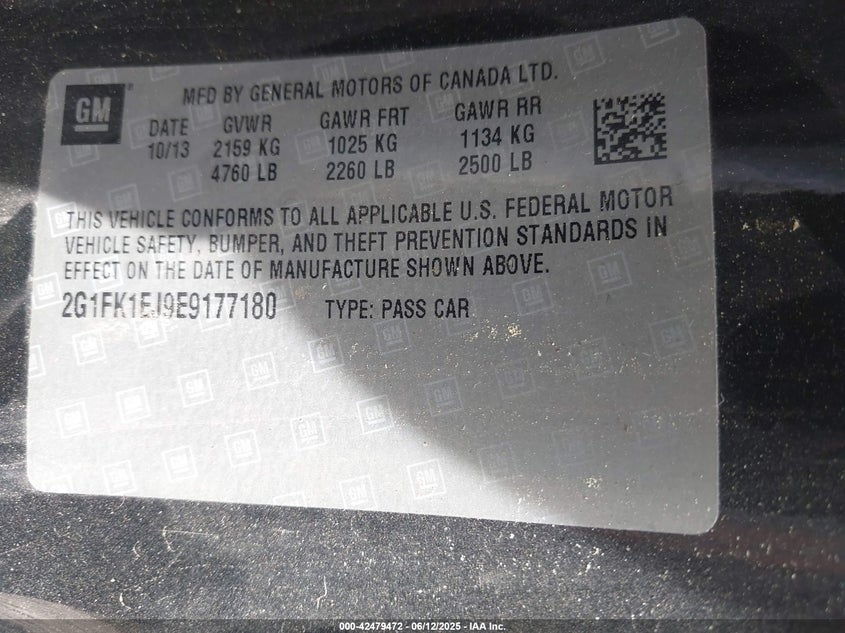 GM
MFD BY GENERAL MOTORS OF CANADA LTD.
DATE GVWR GAWR FRT GAWR RR
10/13 2159 KG 1025 KG 1134 KG
4760 LB 2260 LB 2500 LB
THIS VEHICLE CONFORMS TO ALL APPLICABLE U.S. FEDERAL MOTOR
VEHICLE SAFETY, BUMPER, AND THEFT PREVENTION STANDARDS IN
EFFECT ON THE DATE OF MANUFACTURE SHOWN ABOVE.
2G1FK1EJ9E9177180 TYPE: PASS CAR
000-42479472 - 06/12/2025 - IAA Inc.